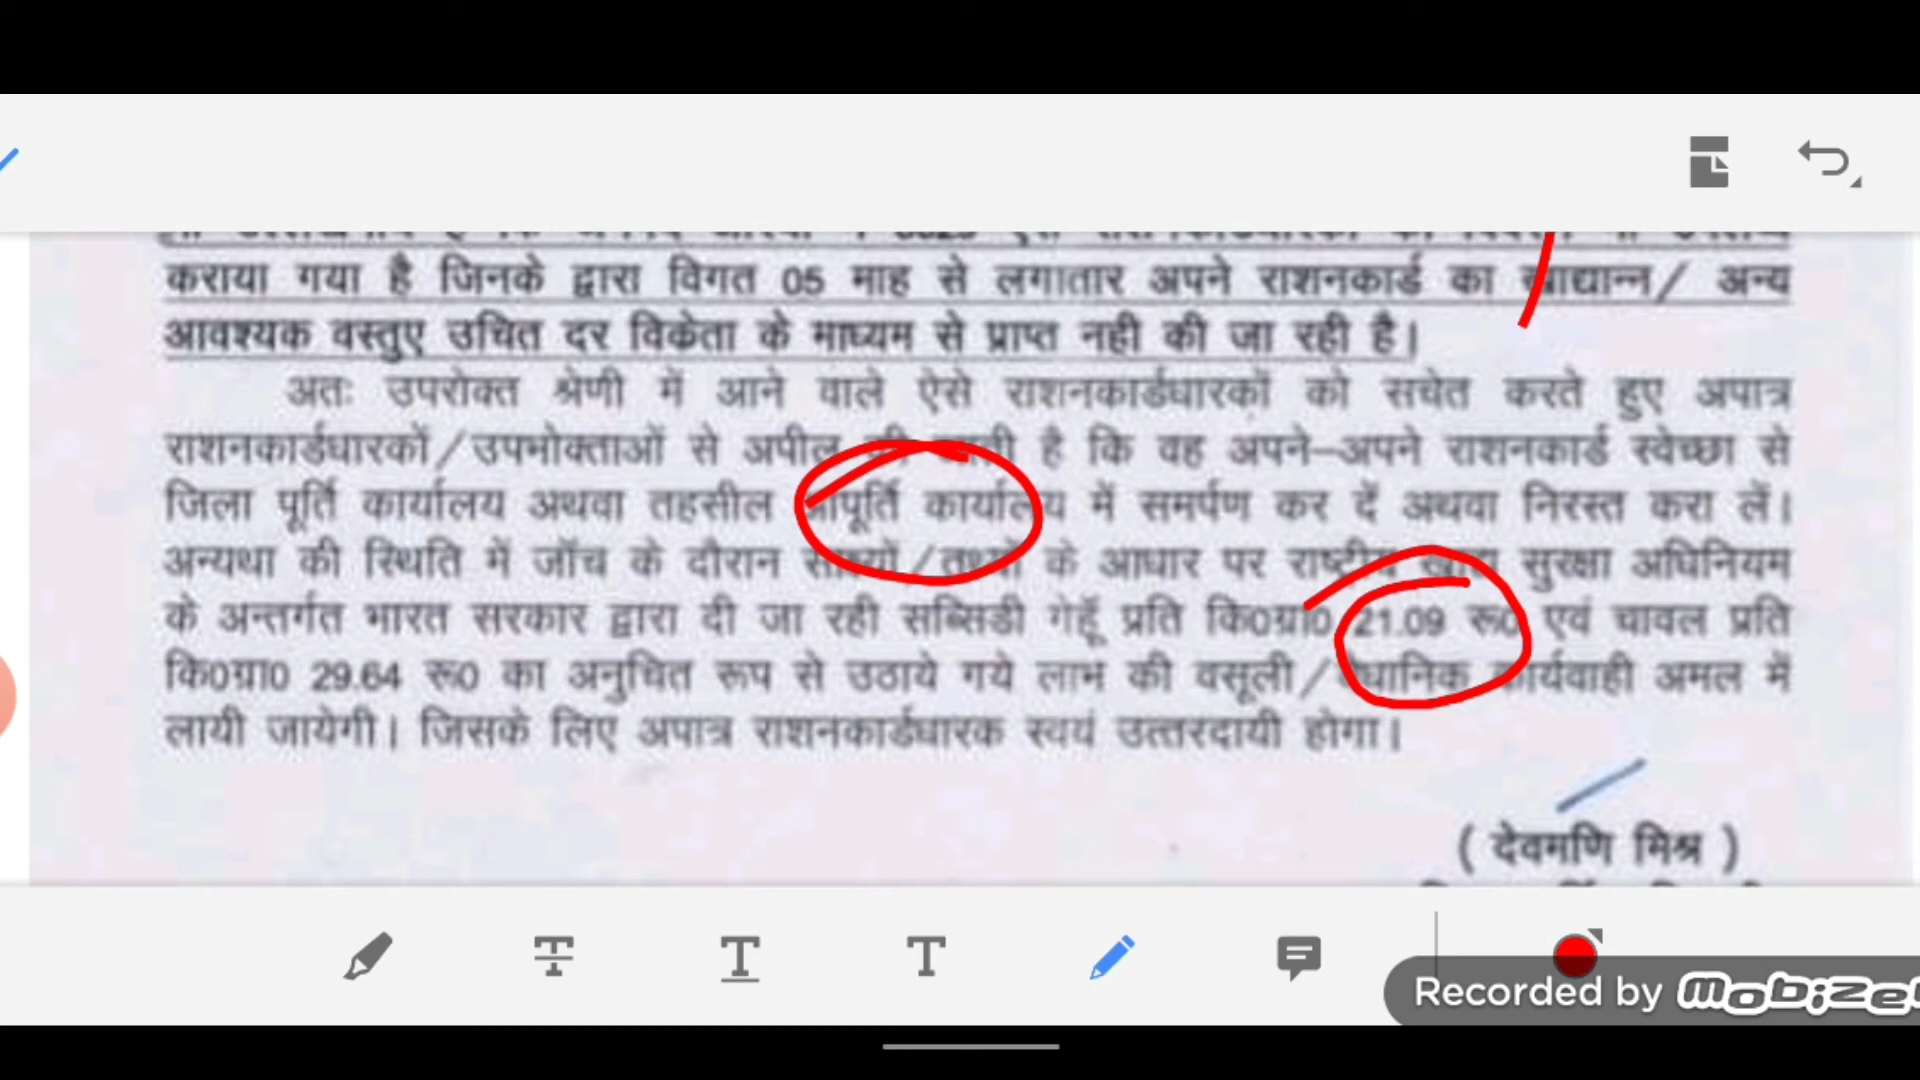 कराया गया है जिनके द्वारा विगत 05 माह से लगातार अपने राशनकार्ड का खाद्यान्न/ अन्य
आवश्यक वस्तुए उचित दर विक्रेता के माध्यम से प्राप्त नही की जा रही है।
अतः उपरोक्त श्रेणी में आने वाले ऐसे राशनकार्डधारकों को सचेत करते हुए अपात्र
राशनकार्डधारकों/उपभोक्ताओं से अपील की जाती है कि वह अपने–अपने राशनकार्ड स्वेच्छा से
जिला पूर्ति कार्यालय अथवा तहसील आपूर्ति कार्यालय में समर्पण कर दें अथवा निरस्त करा लें।
अन्यथा की स्थिति में जॉच के दौरान साक्ष्यों/तथ्यों के आधार पर राष्ट्रीय खाद्य सुरक्षा अधिनियम
के अन्तर्गत भारत सरकार द्वारा दी जा रही सब्सिडी गेहूँ प्रति कि0ग्रा0 21.09 रू0 एवं चावल प्रति
कि0ग्रा0 29.64 रू0 का अनुचित रूप से उठाये गये लाभ की वसूली/वैधानिक कार्यवाही अमल में
लायी जायेगी। जिसके लिए अपात्र राशनकार्डधारक स्वयं उत्तरदायी होगा।
( देवमणि मिश्र )
Recorded by